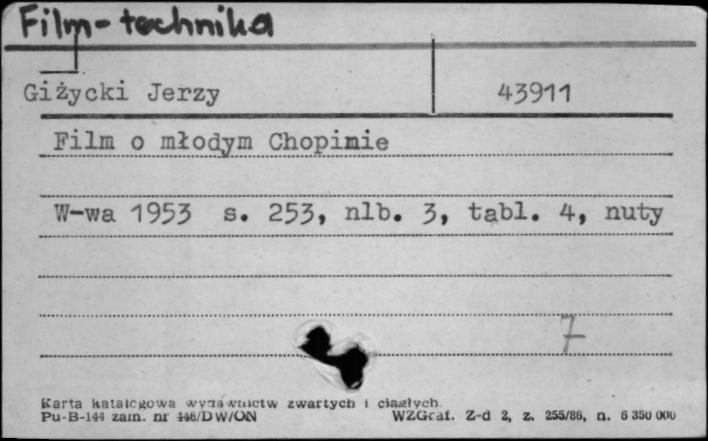 Film-technika
Giżycki Jerzy 43911
Film o młodym Chopinie
W-wa 1953 s. 253, nlb. 3, tabl. 4, nuty
7
Karta katalogowa wydawnictw zwartych i ciągłych.
Pu-B-144 zam. nr 446/DW/ON WZGraf. Z-d 2, z. 255/86, n. 6 350 000